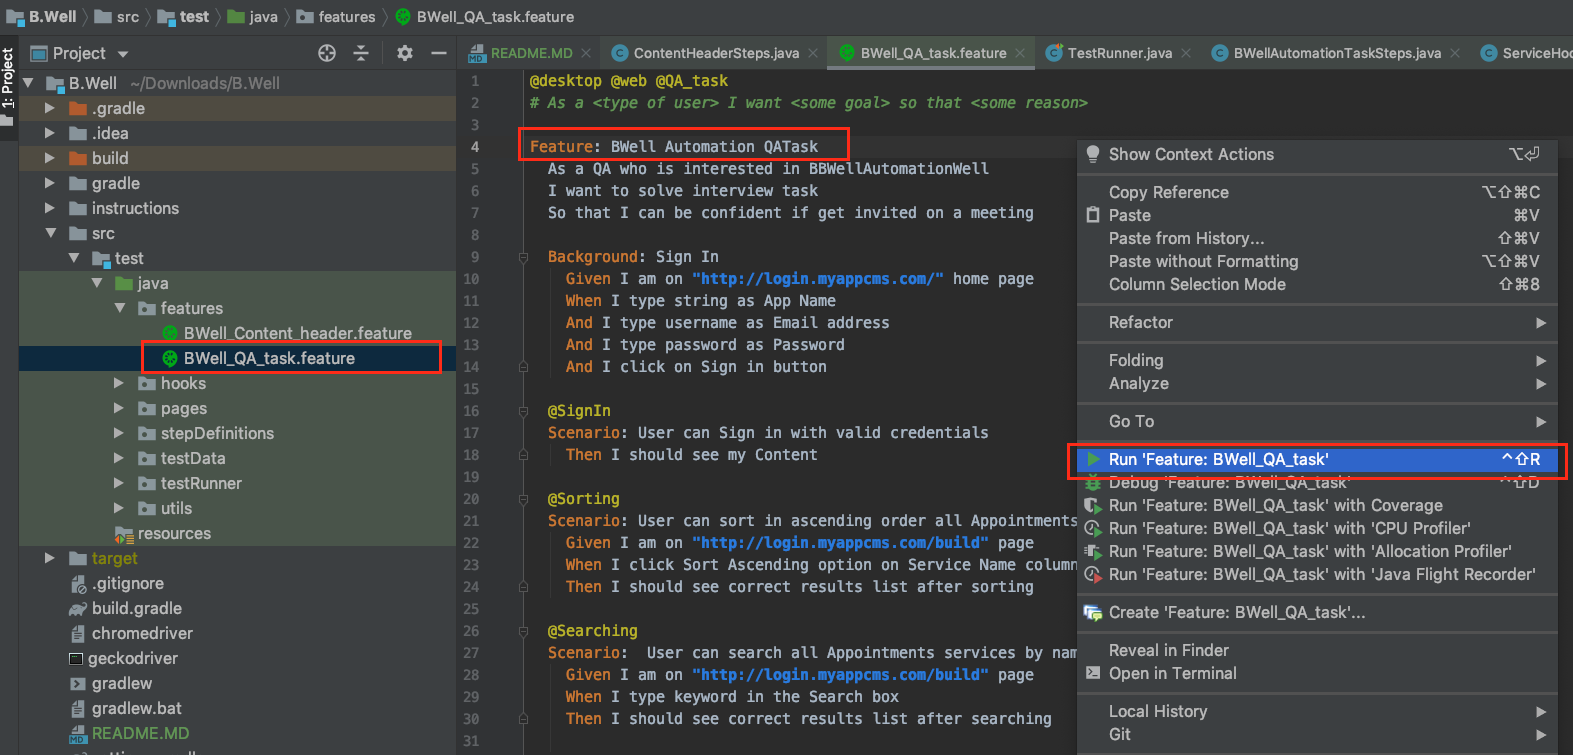 B.Well src test java features BWell_QA_task.feature
1: Project
Project
README.MD ContentHeaderSteps.java BWell_QA_task.feature TestRunner.java BWellAutomationTaskSteps.java ServiceHoo
B.Well ~/Downloads/B.Well
.gradle
.idea
build
gradle
instructions
src
test
java
features
BWell_Content_header.feature
BWell_QA_task.feature
hooks
pages
stepDefinitions
testData
testRunner
utils
resources
target
.gitignore
build.gradle
chromedriver
geckodriver
gradlew
gradlew.bat
README.MD
1 @desktop @web @QA_task
2 # As a <type of user> I want <some goal> so that <some reason>
3
4 Feature: BWell Automation QATask
5 As a QA who is interested in BBWellAutomationWell
6 I want to solve interview task
7 So that I can be confident if get invited on a meeting
8
9 Background: Sign In
10 Given I am on "http://login.myappcms.com/" home page
11 When I type string as App Name
12 And I type username as Email address
13 And I type password as Password
14 And I click on Sign in button
15
16 @SignIn
17 Scenario: User can Sign in with valid credentials
18 Then I should see my Content
19
20 @Sorting
21 Scenario: User can sort in ascending order all Appointments
22 Given I am on "http://login.myappcms.com/build" page
23 When I click Sort Ascending option on Service Name column
24 Then I should see correct results list after sorting
25
26 @Searching
27 Scenario: User can search all Appointments services by nam
28 Given I am on "http://login.myappcms.com/build" page
29 When I type keyword in the Search box
30 Then I should see correct results list after searching
31
Show Context Actions ⌥⏎
Copy Reference ⌥⇧⌘C
Paste ⌘V
Paste from History... ⇧⌘V
Paste without Formatting ⌥⇧⌘V
Column Selection Mode ⇧⌘8
Refactor
Folding
Analyze
Go To
Run 'Feature: BWell_QA_task' ^⇧R
Debug 'Feature: BWell_QA_task' ^⇧D
Run 'Feature: BWell_QA_task' with Coverage
Run 'Feature: BWell_QA_task' with 'CPU Profiler'
Run 'Feature: BWell_QA_task' with 'Allocation Profiler'
Run 'Feature: BWell_QA_task' with 'Java Flight Recorder'
Create 'Feature: BWell_QA_task'...
Reveal in Finder
Open in Terminal
Local History
Git